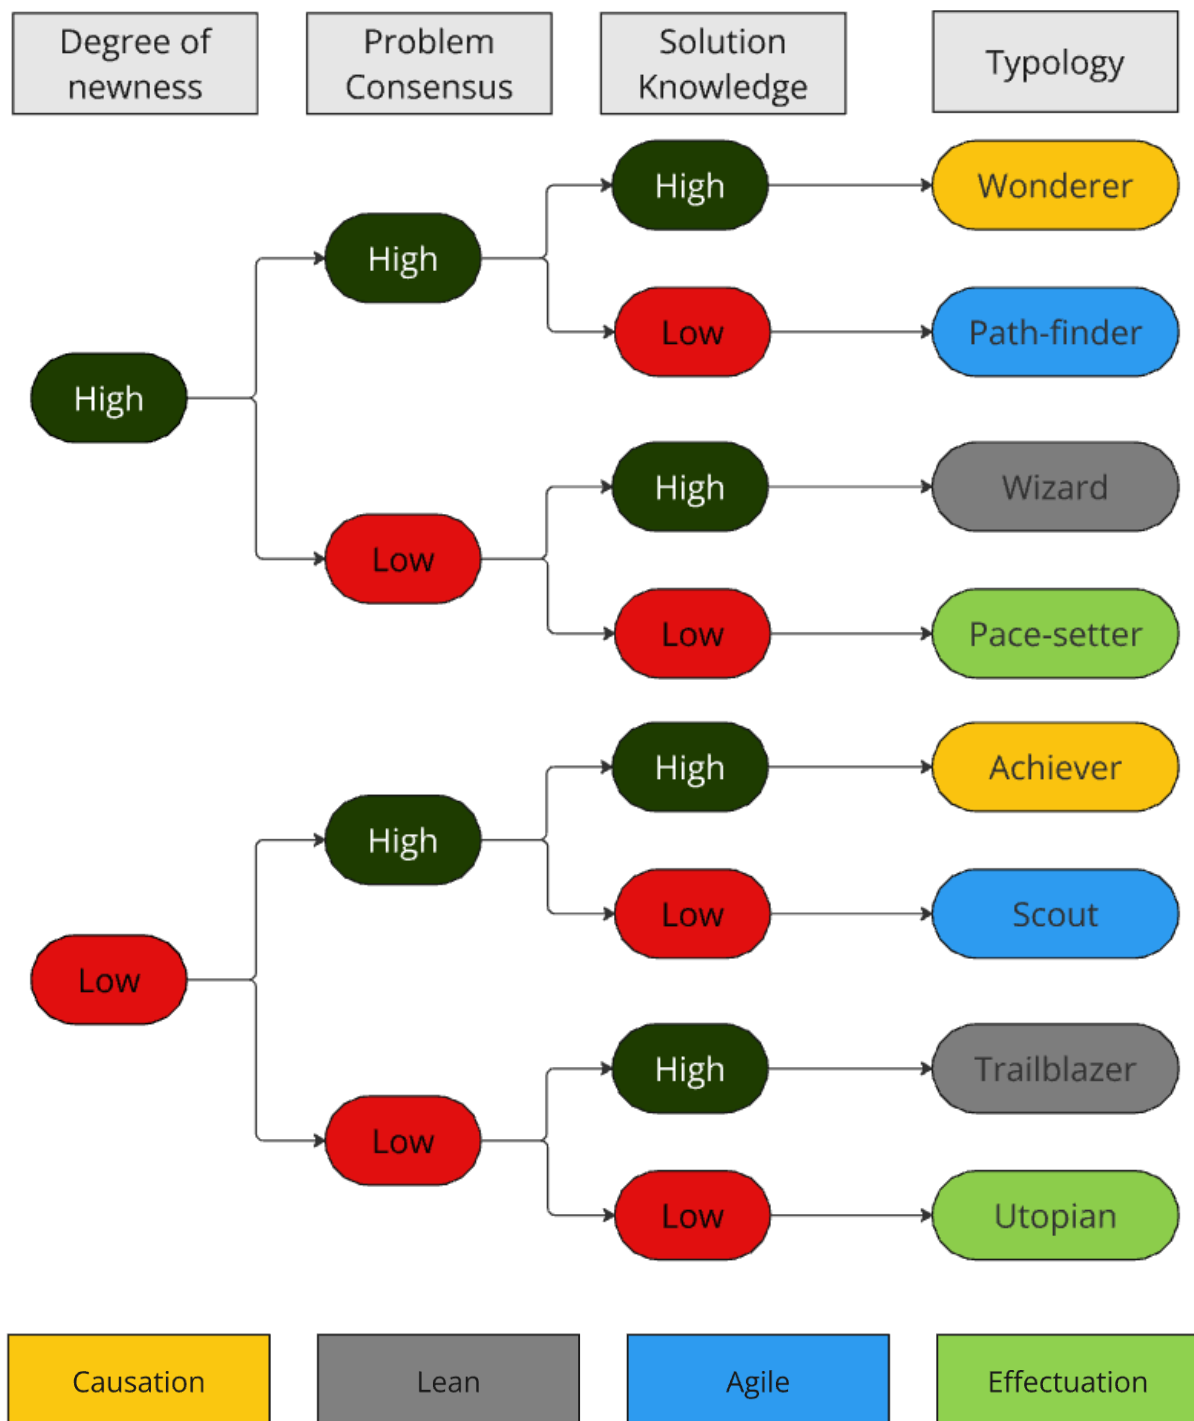 Degree of
newness
Problem
Consensus
Solution
Knowledge
Typology
High
Wonderer
High
Low
Path-finder
High
High
Wizard
Low
Low
Pace-setter
High
Achiever
High
Low
Scout
Low
High
Trailblazer
Low
Low
Utopian
Causation
Lean
Agile
Effectuation